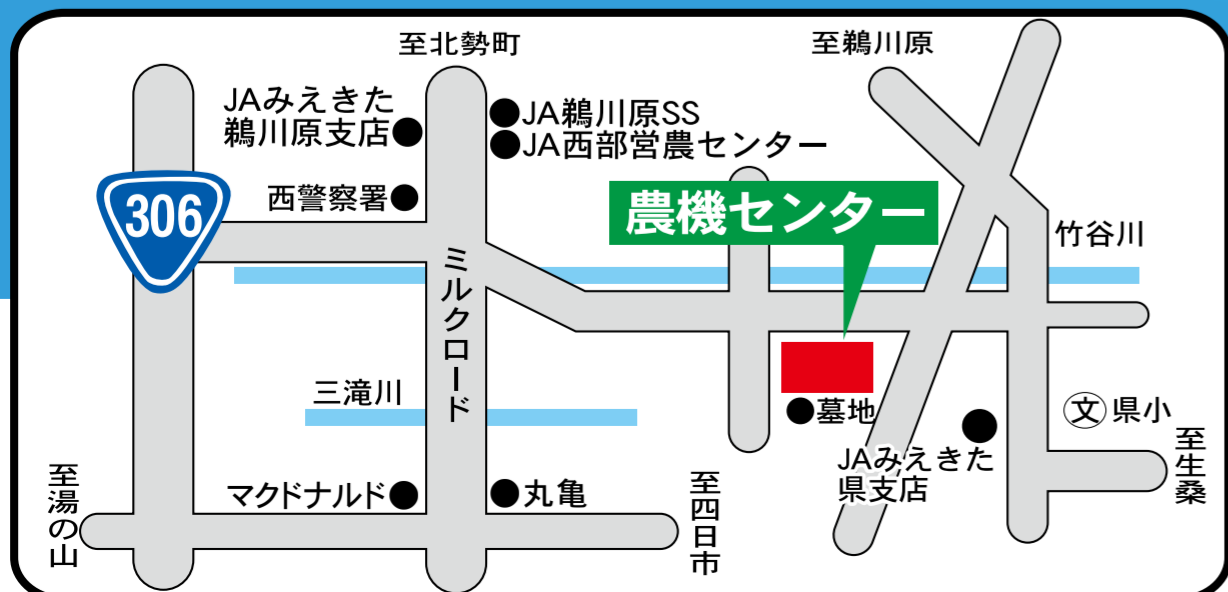 至北勢町
至鵜川原
JAみえきた
鵜川原支店
JA鵜川原SS
JA西部営農センター
西警察署
306
農機センター
竹谷川
ミルクロード
三滝川
墓地
文
県小
JAみえきた
県支店
至生桑
至湯の山
マクドナルド
丸亀
至四日市